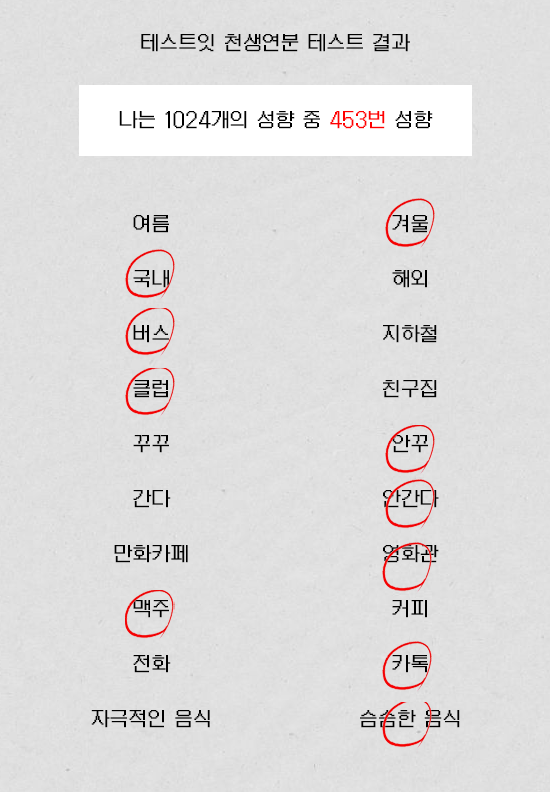 테스트잇 천생연분 테스트 결과
나는 1024개의 성향 중 453번 성향
여름 겨울
국내 해외
버스 지하철
클럽 친구집
꾸꾸 안꾸
간다 안간다
만화카페 영화관
맥주 커피
전화 카톡
자극적인 음식 슴슴한 음식